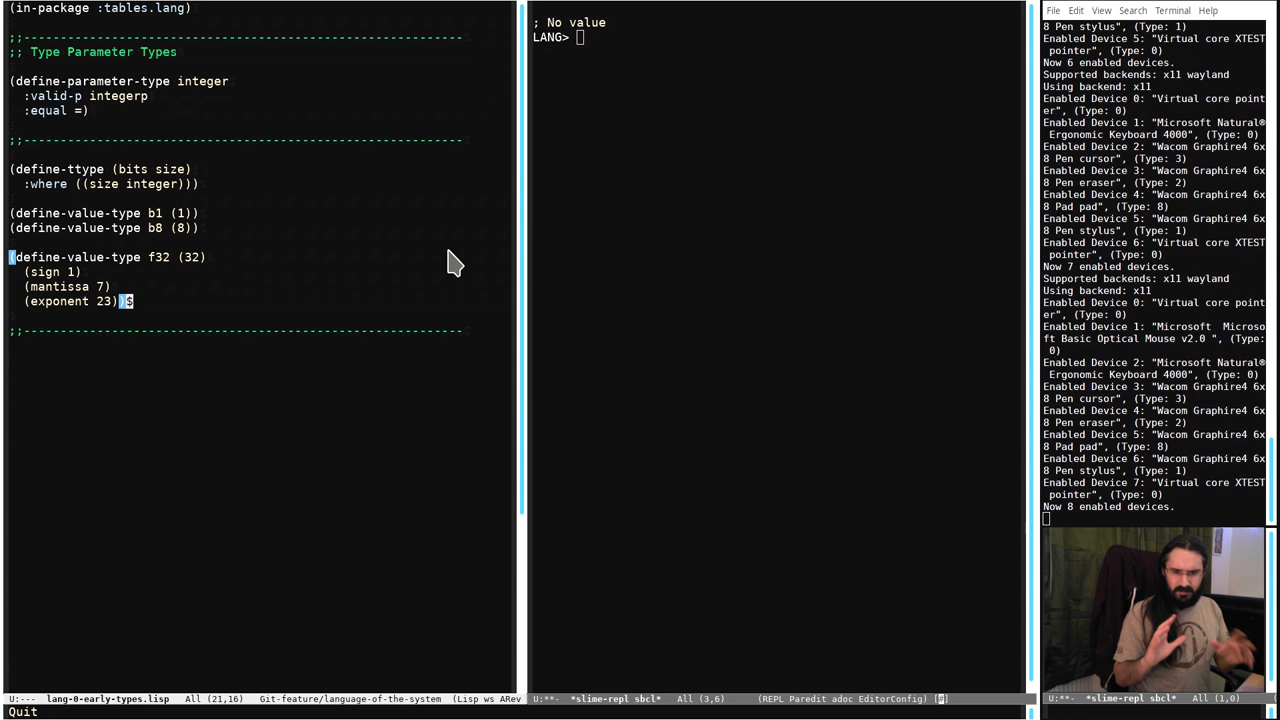 (in-package :tables.lang)
;;------------------------------------------------------------
;; Type Parameter Types
(define-parameter-type integer
:valid-p integerp
:equal =)
;;------------------------------------------------------------
(define-ttype (bits size)
:where ((size integer)))
(define-value-type b1 (1))
(define-value-type b8 (8))
(define-value-type f32 (32)
(sign 1)
(mantissa 7)
(exponent 23))$
;;------------------------------------------------------------
U:--- lang-0-early-types.lisp All (21,16) Git-feature/language-of-the-system (Lisp ws ARev
Quit
; No value
LANG>
U:**- *slime-repl sbcl* All (3,6) (REPL Paredit adoc EditorConfig) [#]
File Edit View Search Terminal Help
8 Pen stylus", (Type: 1)
Enabled Device 5: "Virtual core XTEST
pointer", (Type: 0)
Now 6 enabled devices.
Supported backends: x11 wayland
Using backend: x11
Enabled Device 0: "Virtual core point
er", (Type: 0)
Enabled Device 1: "Microsoft Natural®
Ergonomic Keyboard 4000", (Type: 0)
Enabled Device 2: "Wacom Graphire4 6x
8 Pen cursor", (Type: 3)
Enabled Device 3: "Wacom Graphire4 6x
8 Pen eraser", (Type: 2)
Enabled Device 4: "Wacom Graphire4 6x
8 Pad pad", (Type: 8)
Enabled Device 5: "Wacom Graphire4 6x
8 Pen stylus", (Type: 1)
Enabled Device 6: "Virtual core XTEST
pointer", (Type: 0)
Now 7 enabled devices.
Supported backends: x11 wayland
Using backend: x11
Enabled Device 0: "Virtual core point
er", (Type: 0)
Enabled Device 1: "Microsoft  Microso
ft Basic Optical Mouse v2.0 ", (Type:
0)
Enabled Device 2: "Microsoft Natural®
Ergonomic Keyboard 4000", (Type: 0)
Enabled Device 3: "Wacom Graphire4 6x
8 Pen cursor", (Type: 3)
Enabled Device 4: "Wacom Graphire4 6x
8 Pen eraser", (Type: 2)
Enabled Device 5: "Wacom Graphire4 6x
8 Pad pad", (Type: 8)
Enabled Device 6: "Wacom Graphire4 6x
8 Pen stylus", (Type: 1)
Enabled Device 7: "Virtual core XTEST
pointer", (Type: 0)
Now 8 enabled devices.
U:**- *slime-repl sbcl* All (1,0)